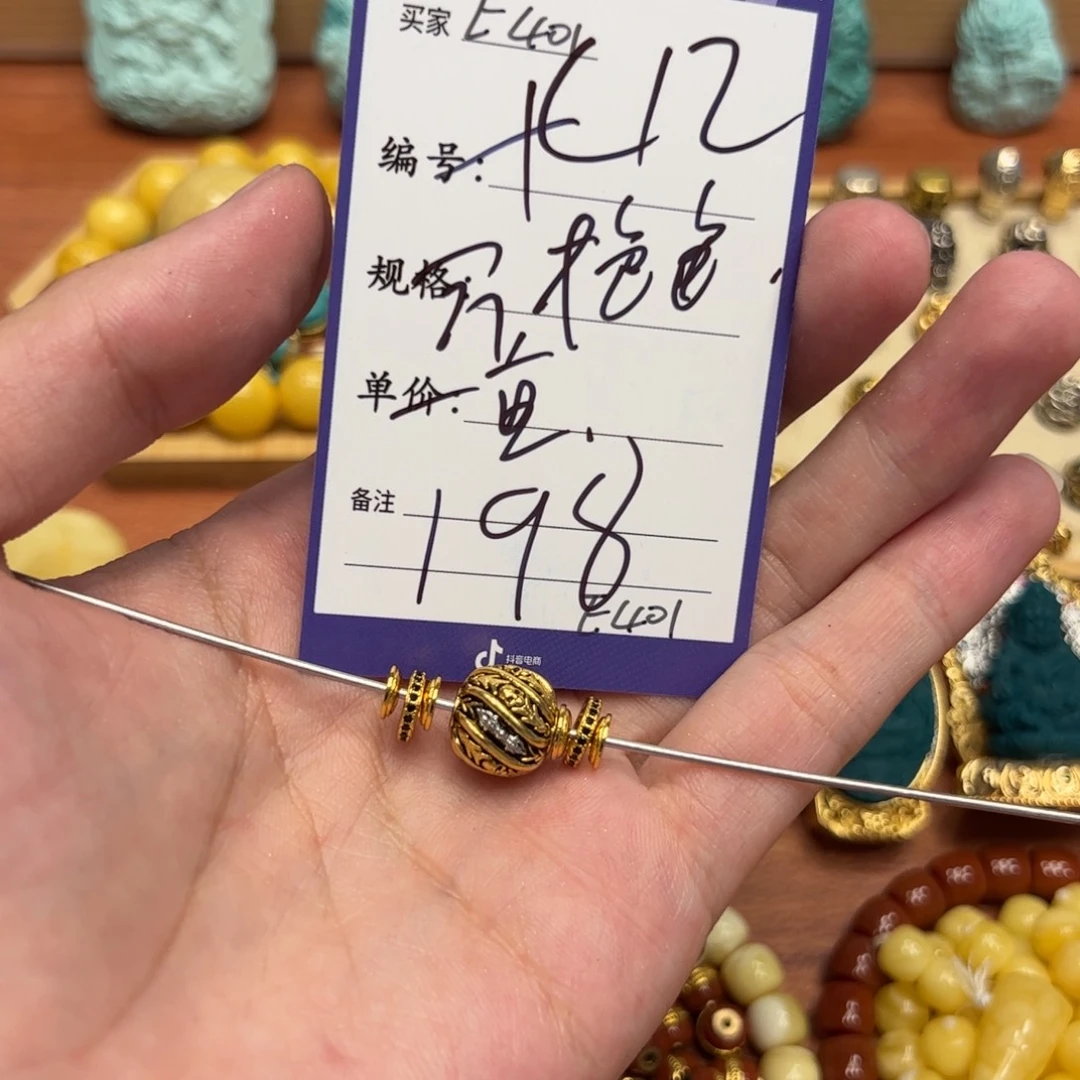 买家 E401
编号: K12
规格:
单价:
备注 198
E401
抖音电商